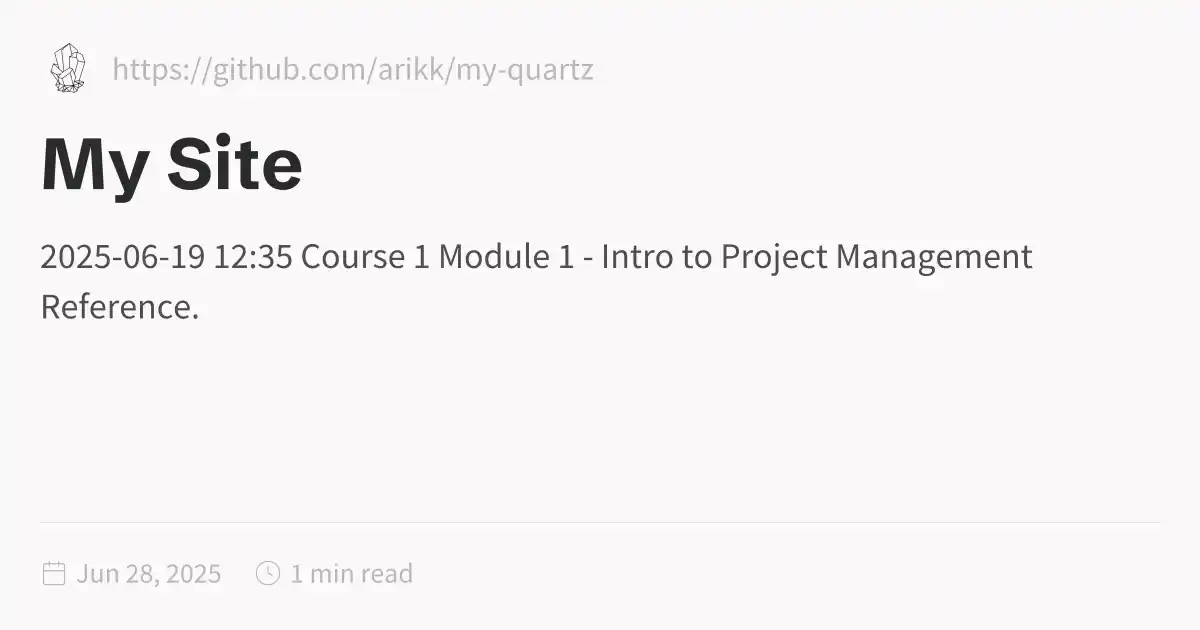 https://github.com/arikk/my-quartz
My Site
2025-06-19 12:35 Course 1 Module 1 - Intro to Project Management
Reference.
Jun 28, 2025 1 min read